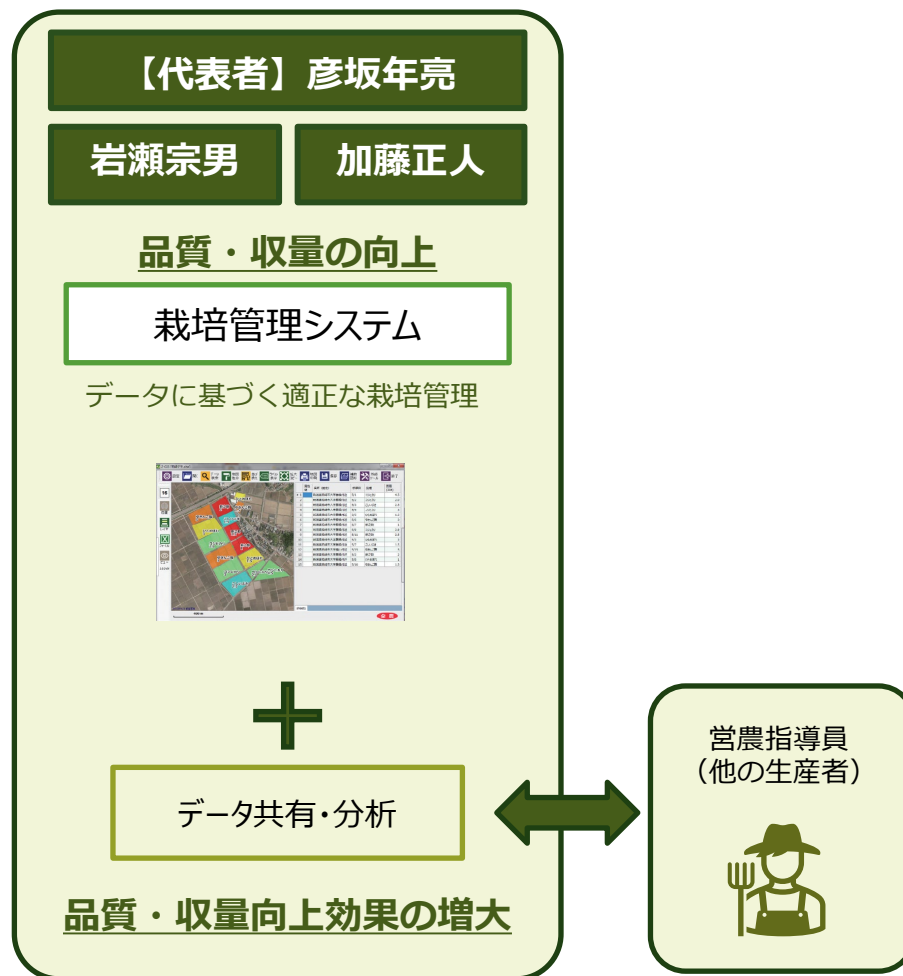 【代表者】彦坂年亮
岩瀬宗男
加藤正人
品質・収量の向上
栽培管理システム
データに基づく適正な栽培管理
データ共有・分析
品質・収量向上効果の増大
営農指導員
（他の生産者）